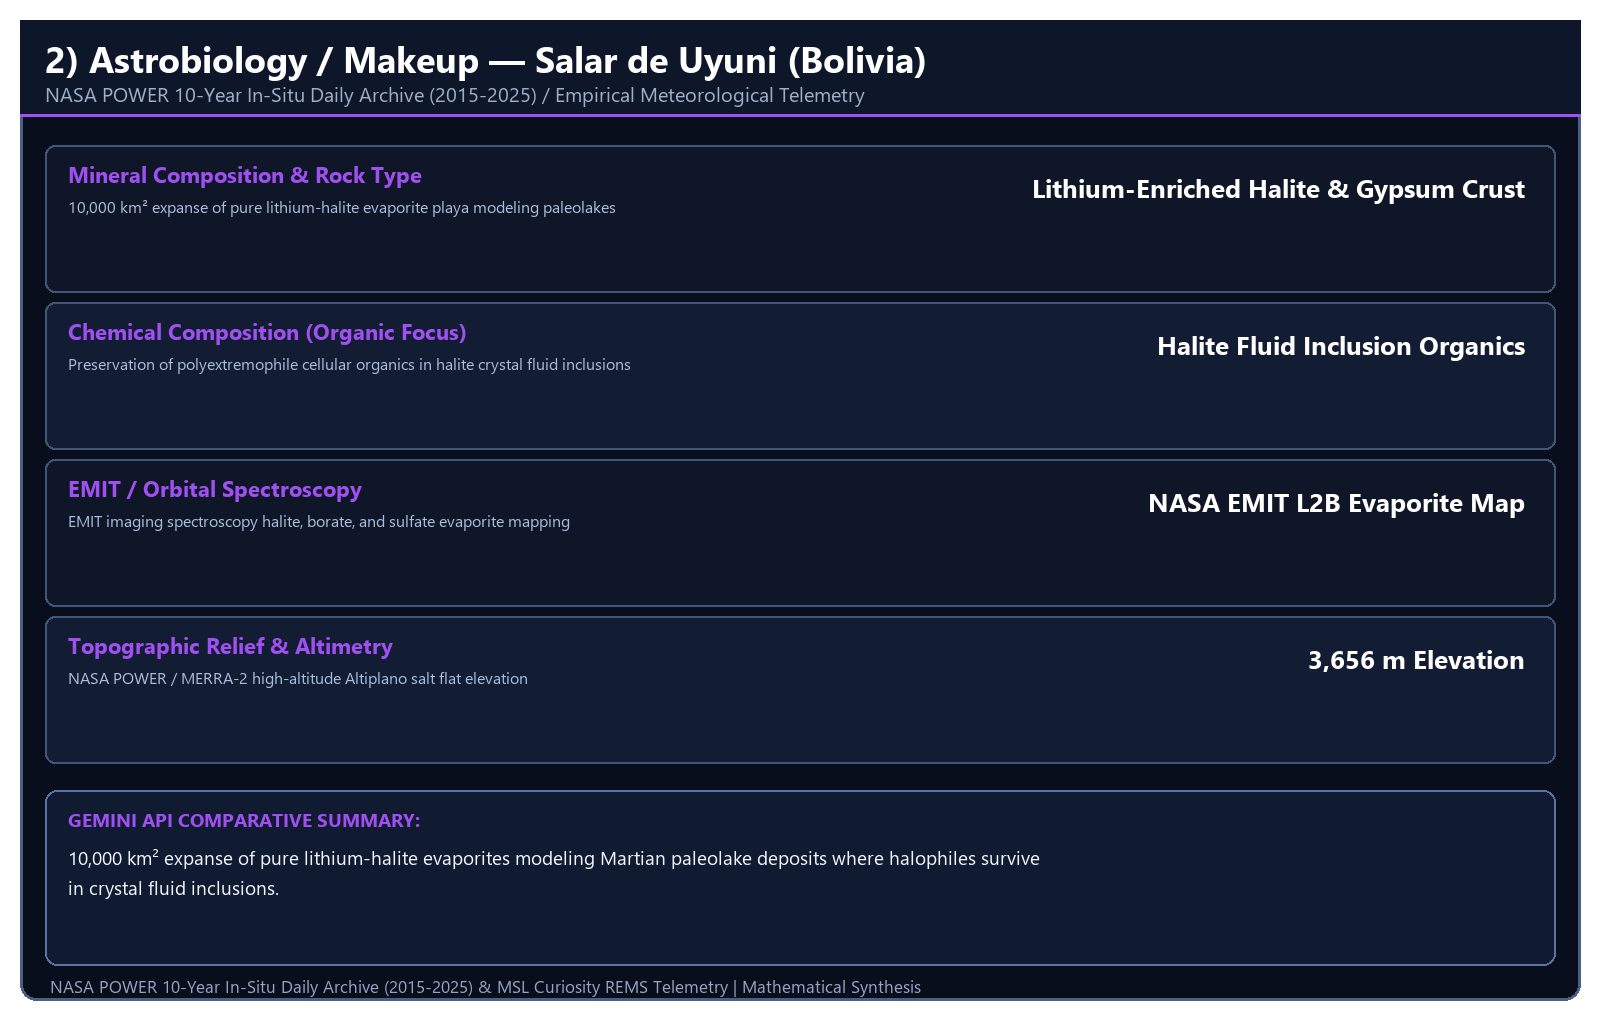 2) Astrobiology / Makeup — Salar de Uyuni (Bolivia)
NASA POWER 10-Year In-Situ Daily Archive (2015-2025) / Empirical Meteorological Telemetry
Mineral Composition & Rock Type
Lithium-Enriched Halite & Gypsum Crust
10,000 km² expanse of pure lithium-halite evaporite playa modeling paleolakes
Chemical Composition (Organic Focus)
Halite Fluid Inclusion Organics
Preservation of polyextremophile cellular organics in halite crystal fluid inclusions
EMIT / Orbital Spectroscopy
NASA EMIT L2B Evaporite Map
EMIT imaging spectroscopy halite, borate, and sulfate evaporite mapping
Topographic Relief & Altimetry
3,656 m Elevation
NASA POWER / MERRA-2 high-altitude Altiplano salt flat elevation
GEMINI API COMPARATIVE SUMMARY:
10,000 km² expanse of pure lithium-halite evaporites modeling Martian paleolake deposits where halophiles survive
in crystal fluid inclusions.
NASA POWER 10-Year In-Situ Daily Archive (2015-2025) & MSL Curiosity REMS Telemetry | Mathematical Synthesis